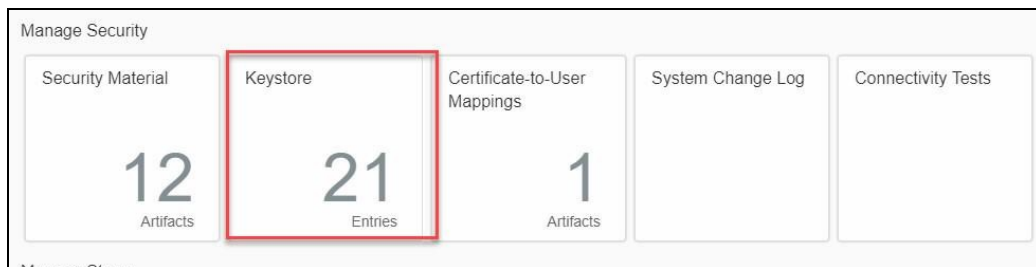 Manage Security
Security Material
Keystore
Certificate-to-User
Mappings
System Change Log
Connectivity Tests
12
Artifacts
21
Entries
1
Artifacts